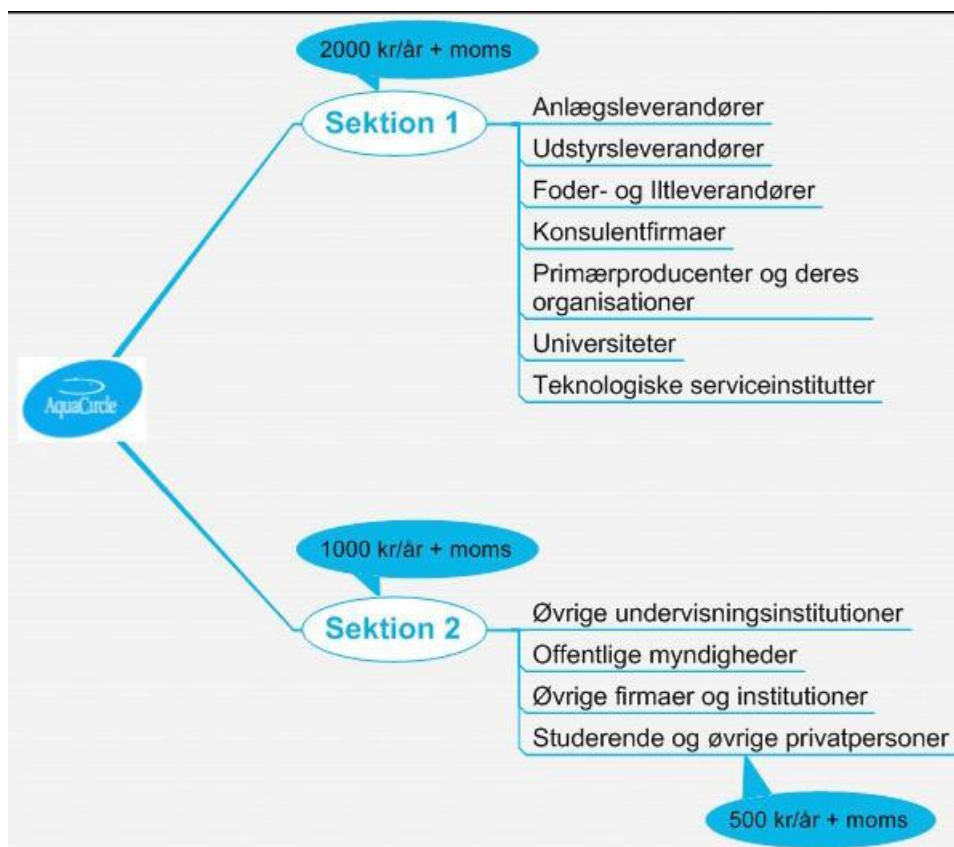 2000 kr/år + moms
Sektion 1
Anlægsleverandører
Udstyrsleverandører
Foder- og Iltleverandører
Konsulentfirmaer
Primærproducenter og deres
organisationer
Universiteter
Teknologiske serviceinstitutter
AquaCircle
1000 kr/år + moms
Sektion 2
Øvrige undervisningsinstitutioner
Offentlige myndigheder
Øvrige firmaer og institutioner
Studerende og øvrige privatpersoner
500 kr/år + moms